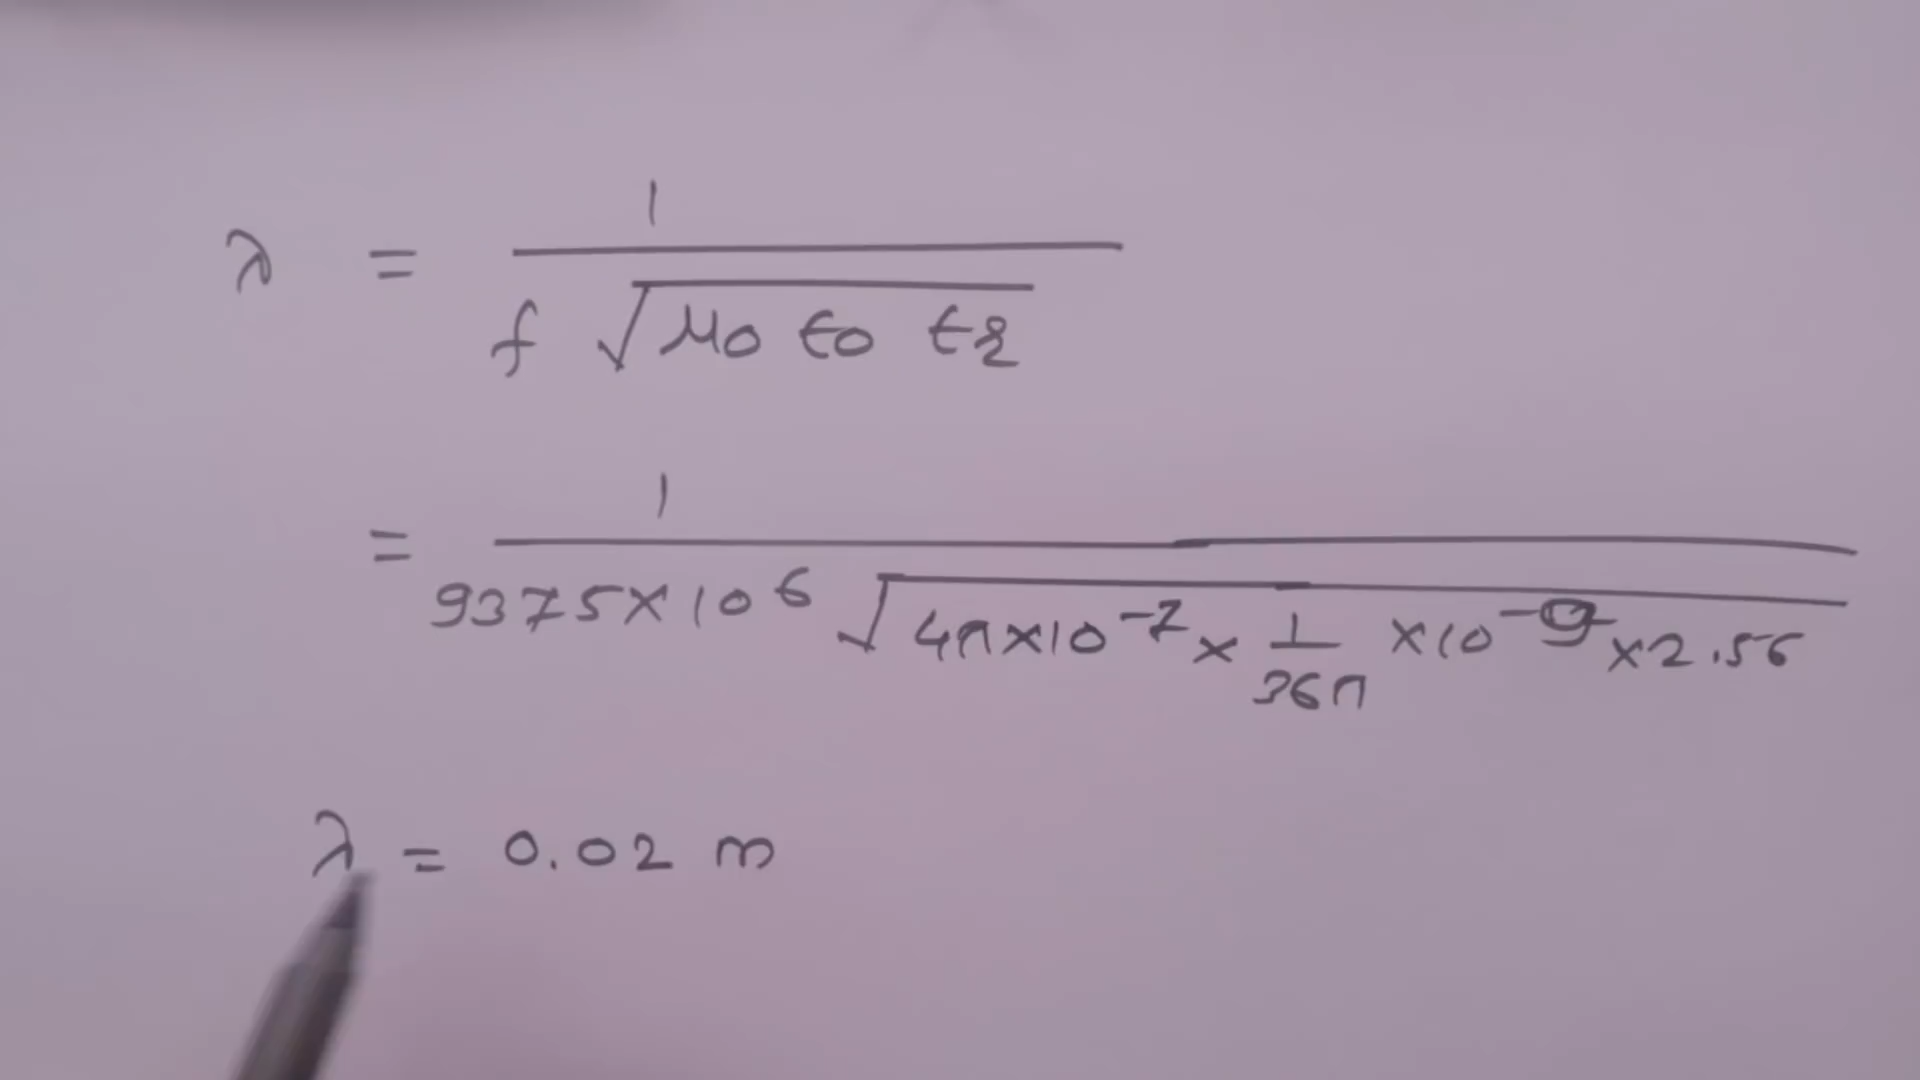 λ = 1 / f √μ0 ϵ0 ϵr
= 1 / 9375×10^6 √4π×10^-7 × 1/36π ×10^-9 ×2.56
λ = 0.02 m